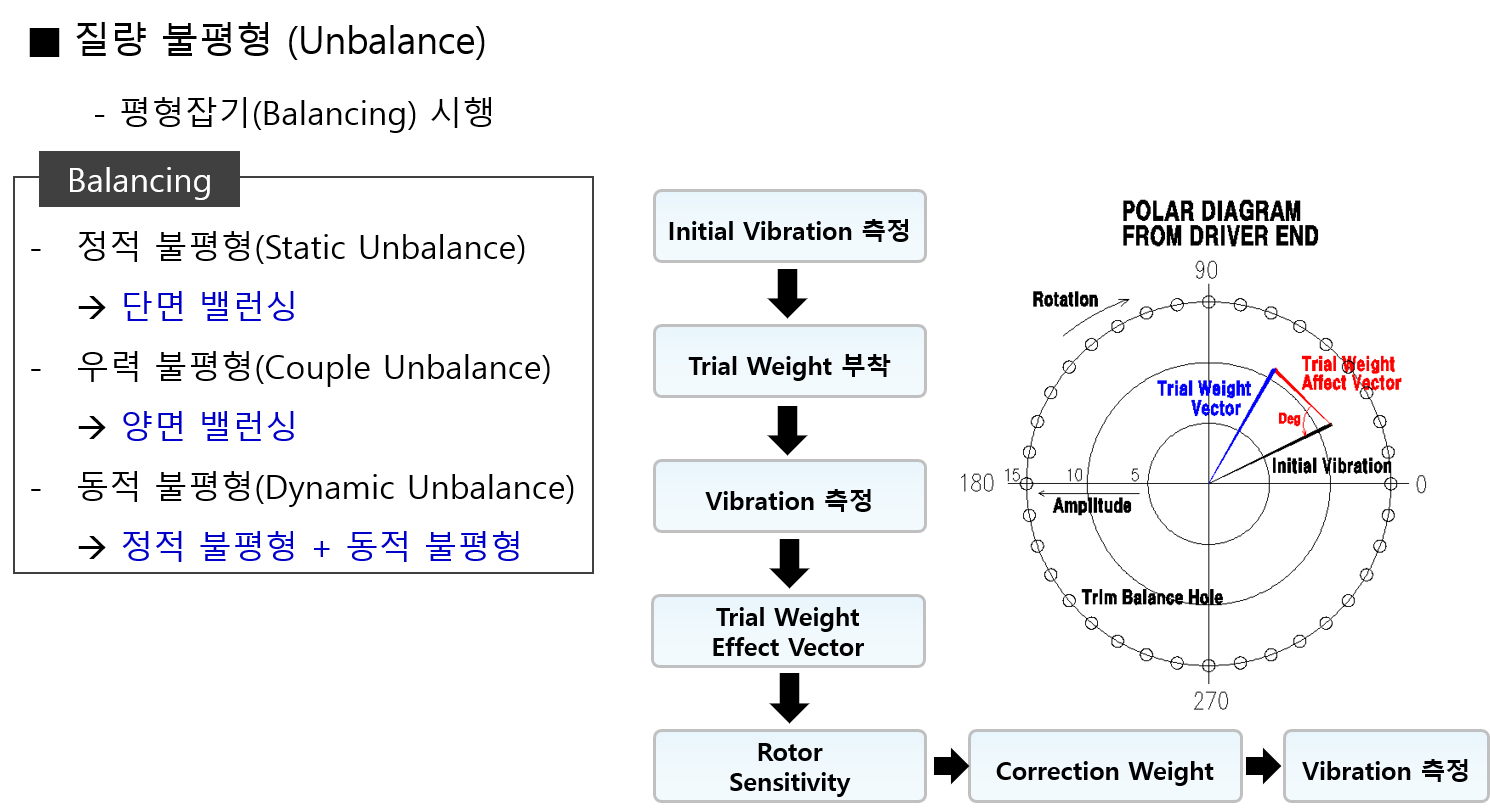 ■ 질량 불평형 (Unbalance)
- 평형잡기(Balancing) 시행
Balancing
- 정적 불평형(Static Unbalance)
→ 단면 밸런싱
- 우력 불평형(Couple Unbalance)
→ 양면 밸런싱
- 동적 불평형(Dynamic Unbalance)
→ 정적 불평형 + 동적 불평형
Initial Vibration 측정
Trial Weight 부착
Vibration 측정
Trial Weight
Effect Vector
Rotor
Sensitivity
Correction Weight
Vibration 측정
POLAR DIAGRAM
FROM DRIVER END
90
Rotation
Trial Weight
Affect Vector
Trial Weight
Vector
Deg
Initial Vibration
180
15
10
5
0
Amplitude
Trim Balance Hole
270